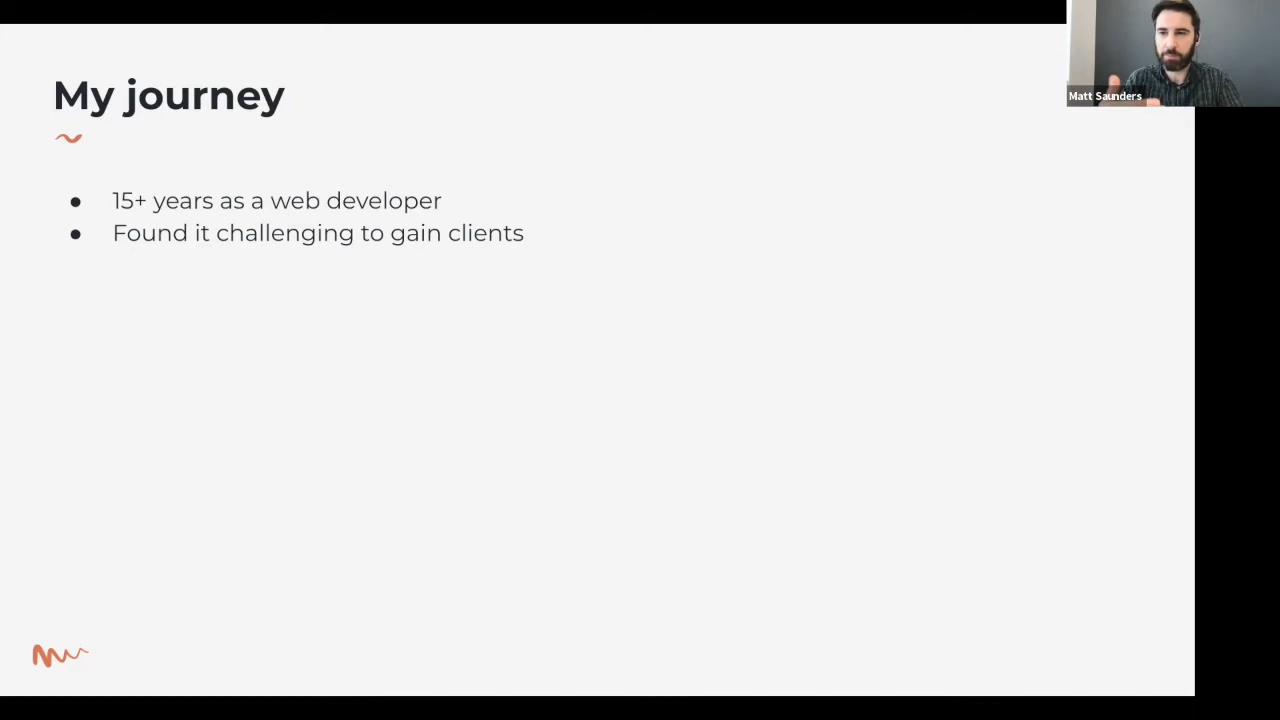 My journey
● 15+ years as a web developer
● Found it challenging to gain clients
Matt Saunders